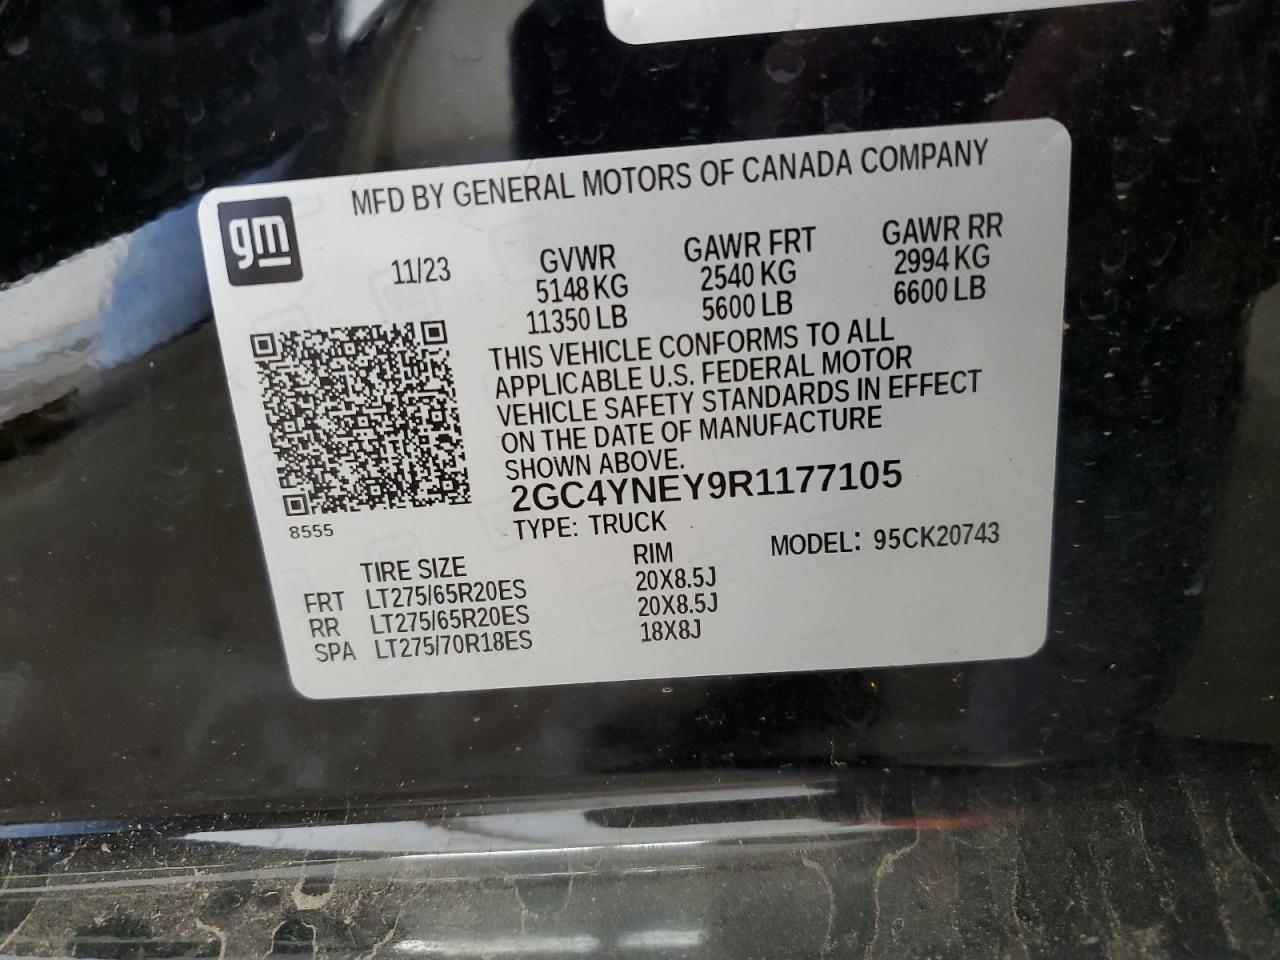 MFD BY GENERAL MOTORS OF CANADA COMPANY
gm
11/23 GVWR GAWR FRT GAWR RR
5148 KG 2540 KG 2994 KG
11350 LB 5600 LB 6600 LB
THIS VEHICLE CONFORMS TO ALL
APPLICABLE U.S. FEDERAL MOTOR
VEHICLE SAFETY STANDARDS IN EFFECT
ON THE DATE OF MANUFACTURE
SHOWN ABOVE.
2GC4YNEY9R1177105
8555
TYPE: TRUCK MODEL: 95CK20743
TIRE SIZE RIM
FRT LT275/65R20ES 20X8.5J
RR LT275/65R20ES 20X8.5J
SPA LT275/70R18ES 18X8J